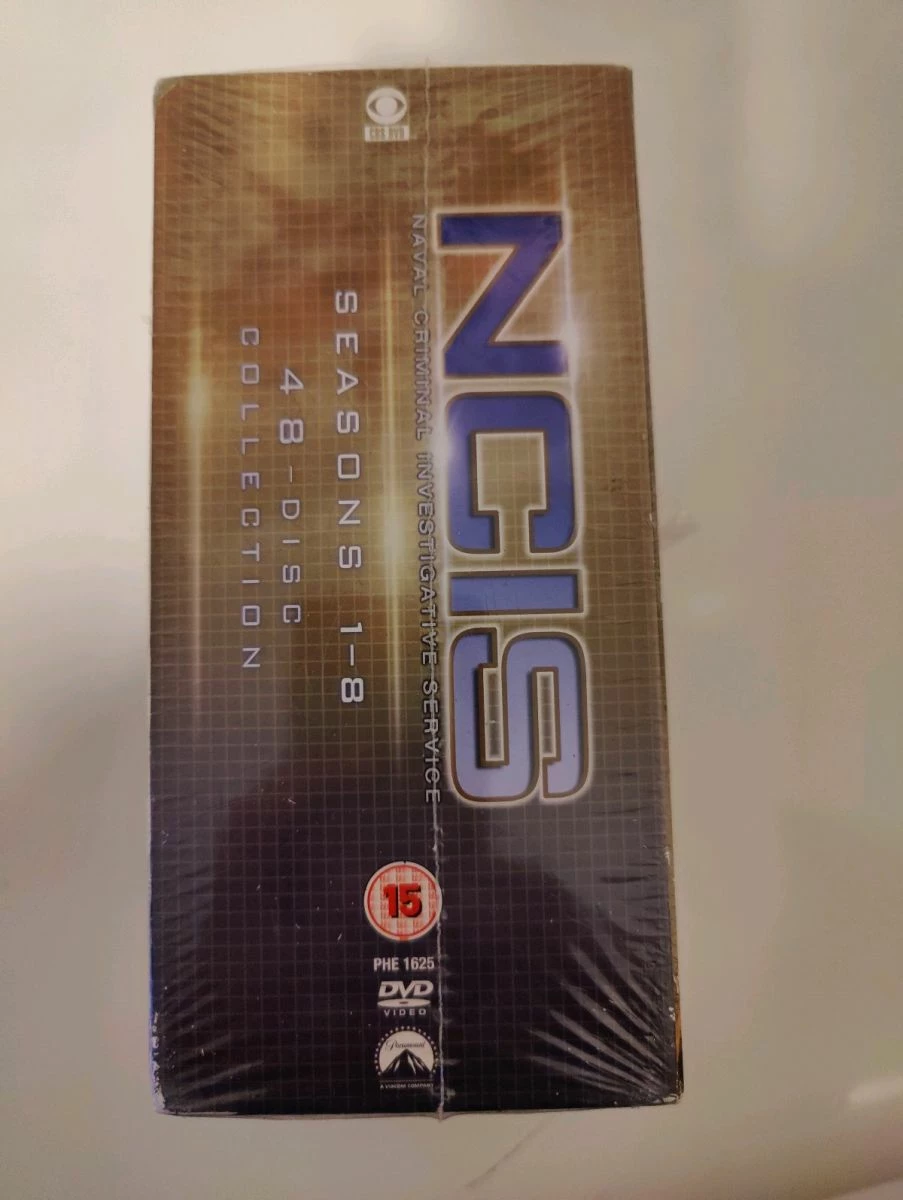 CBS DVD
NCIS
NAVAL CRIMINAL INVESTIGATIVE SERVICE
SEASONS 1-8
48-DISC
COLLECTION
15
PHE 1625
DVD
VIDEO
Paramount
A VIACOM COMPANY